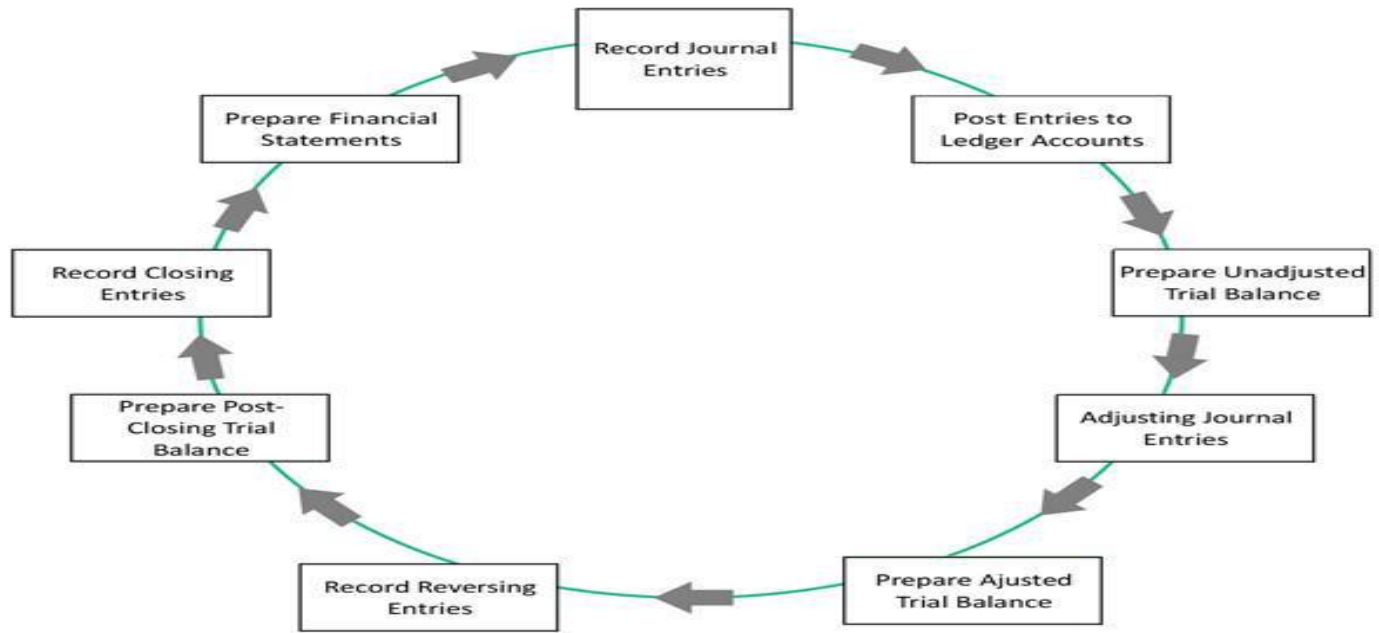 Record Journal
Entries
Post Entries to
Ledger Accounts
Prepare Unadjusted
Trial Balance
Adjusting Journal
Entries
Prepare Ajusted
Trial Balance
Record Reversing
Entries
Prepare Post-
Closing Trial
Balance
Record Closing
Entries
Prepare Financial
Statements